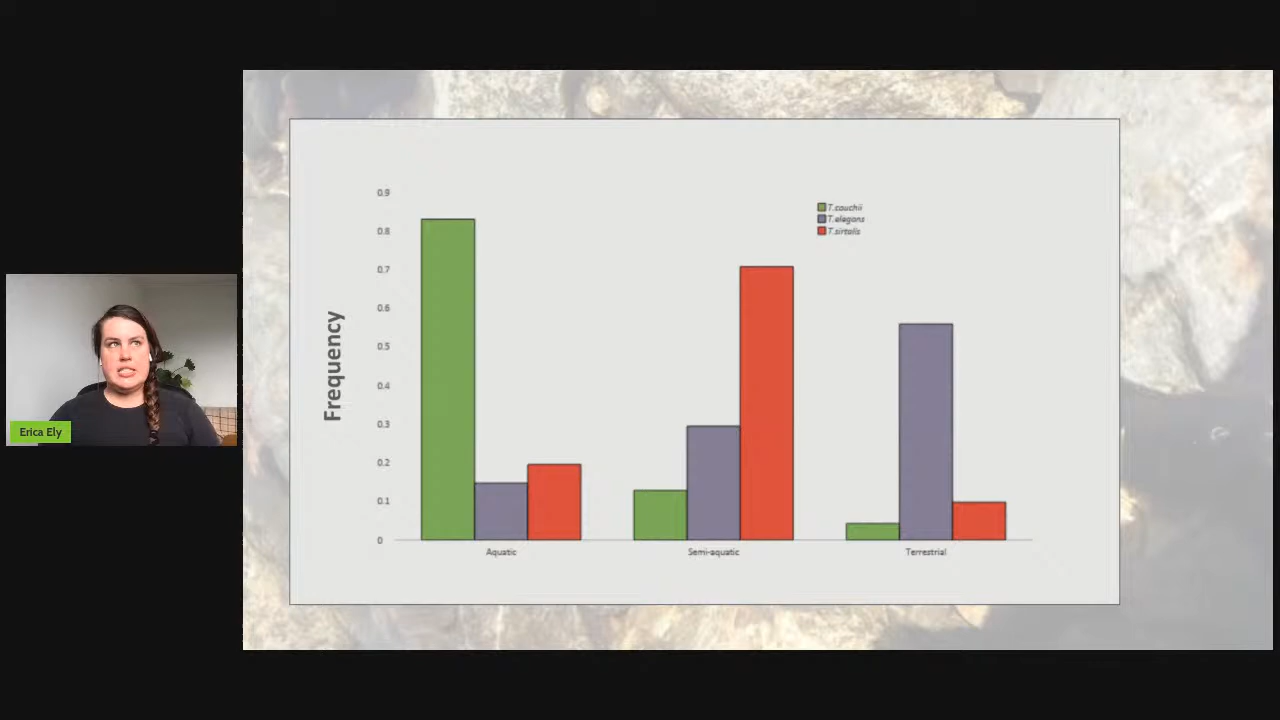 0.9
0.8
0.7
0.6
0.5
0.4
0.3
0.2
0.1
0
Frequency
T.couchii
T.elegans
T.sirtalis
Aquatic
Semi-aquatic
Terrestrial
Erica Ely